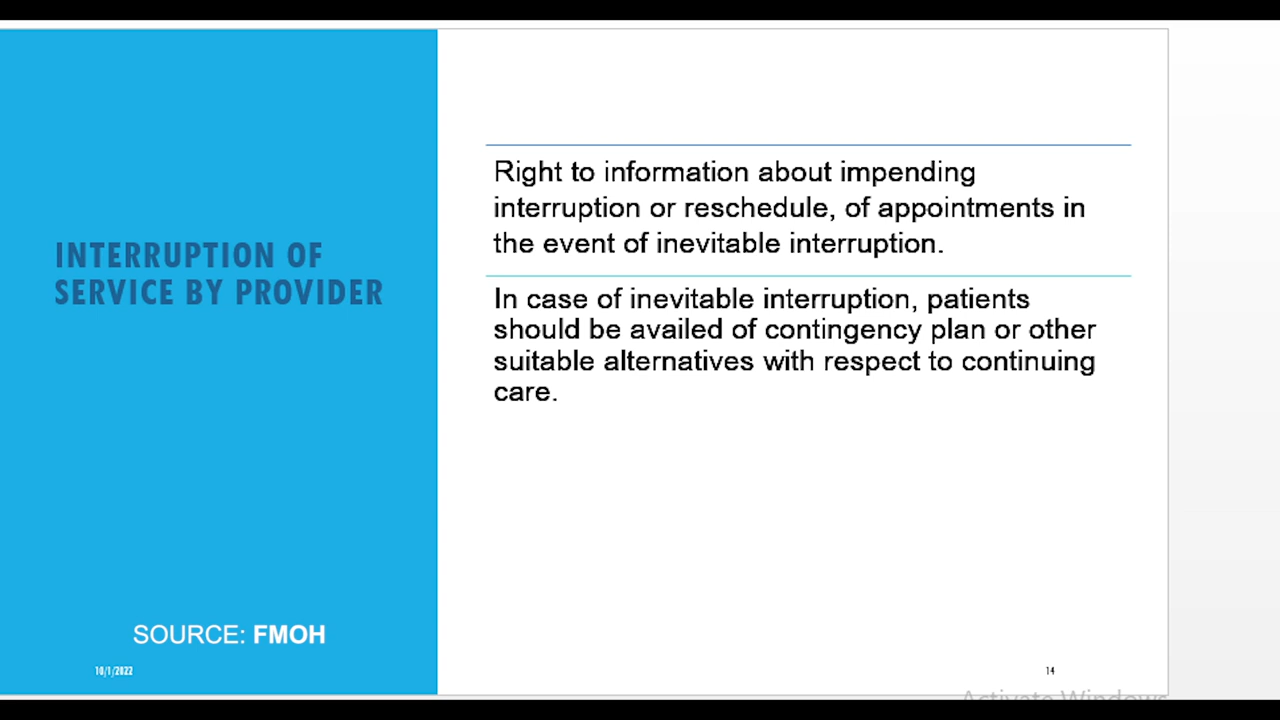 INTERRUPTION OF
SERVICE BY PROVIDER
Right to information about impending
interruption or reschedule, of appointments in
the event of inevitable interruption.
In case of inevitable interruption, patients
should be availed of contingency plan or other
suitable alternatives with respect to continuing
care.
SOURCE: FMOH
10/1/2022
14
Activate Windows